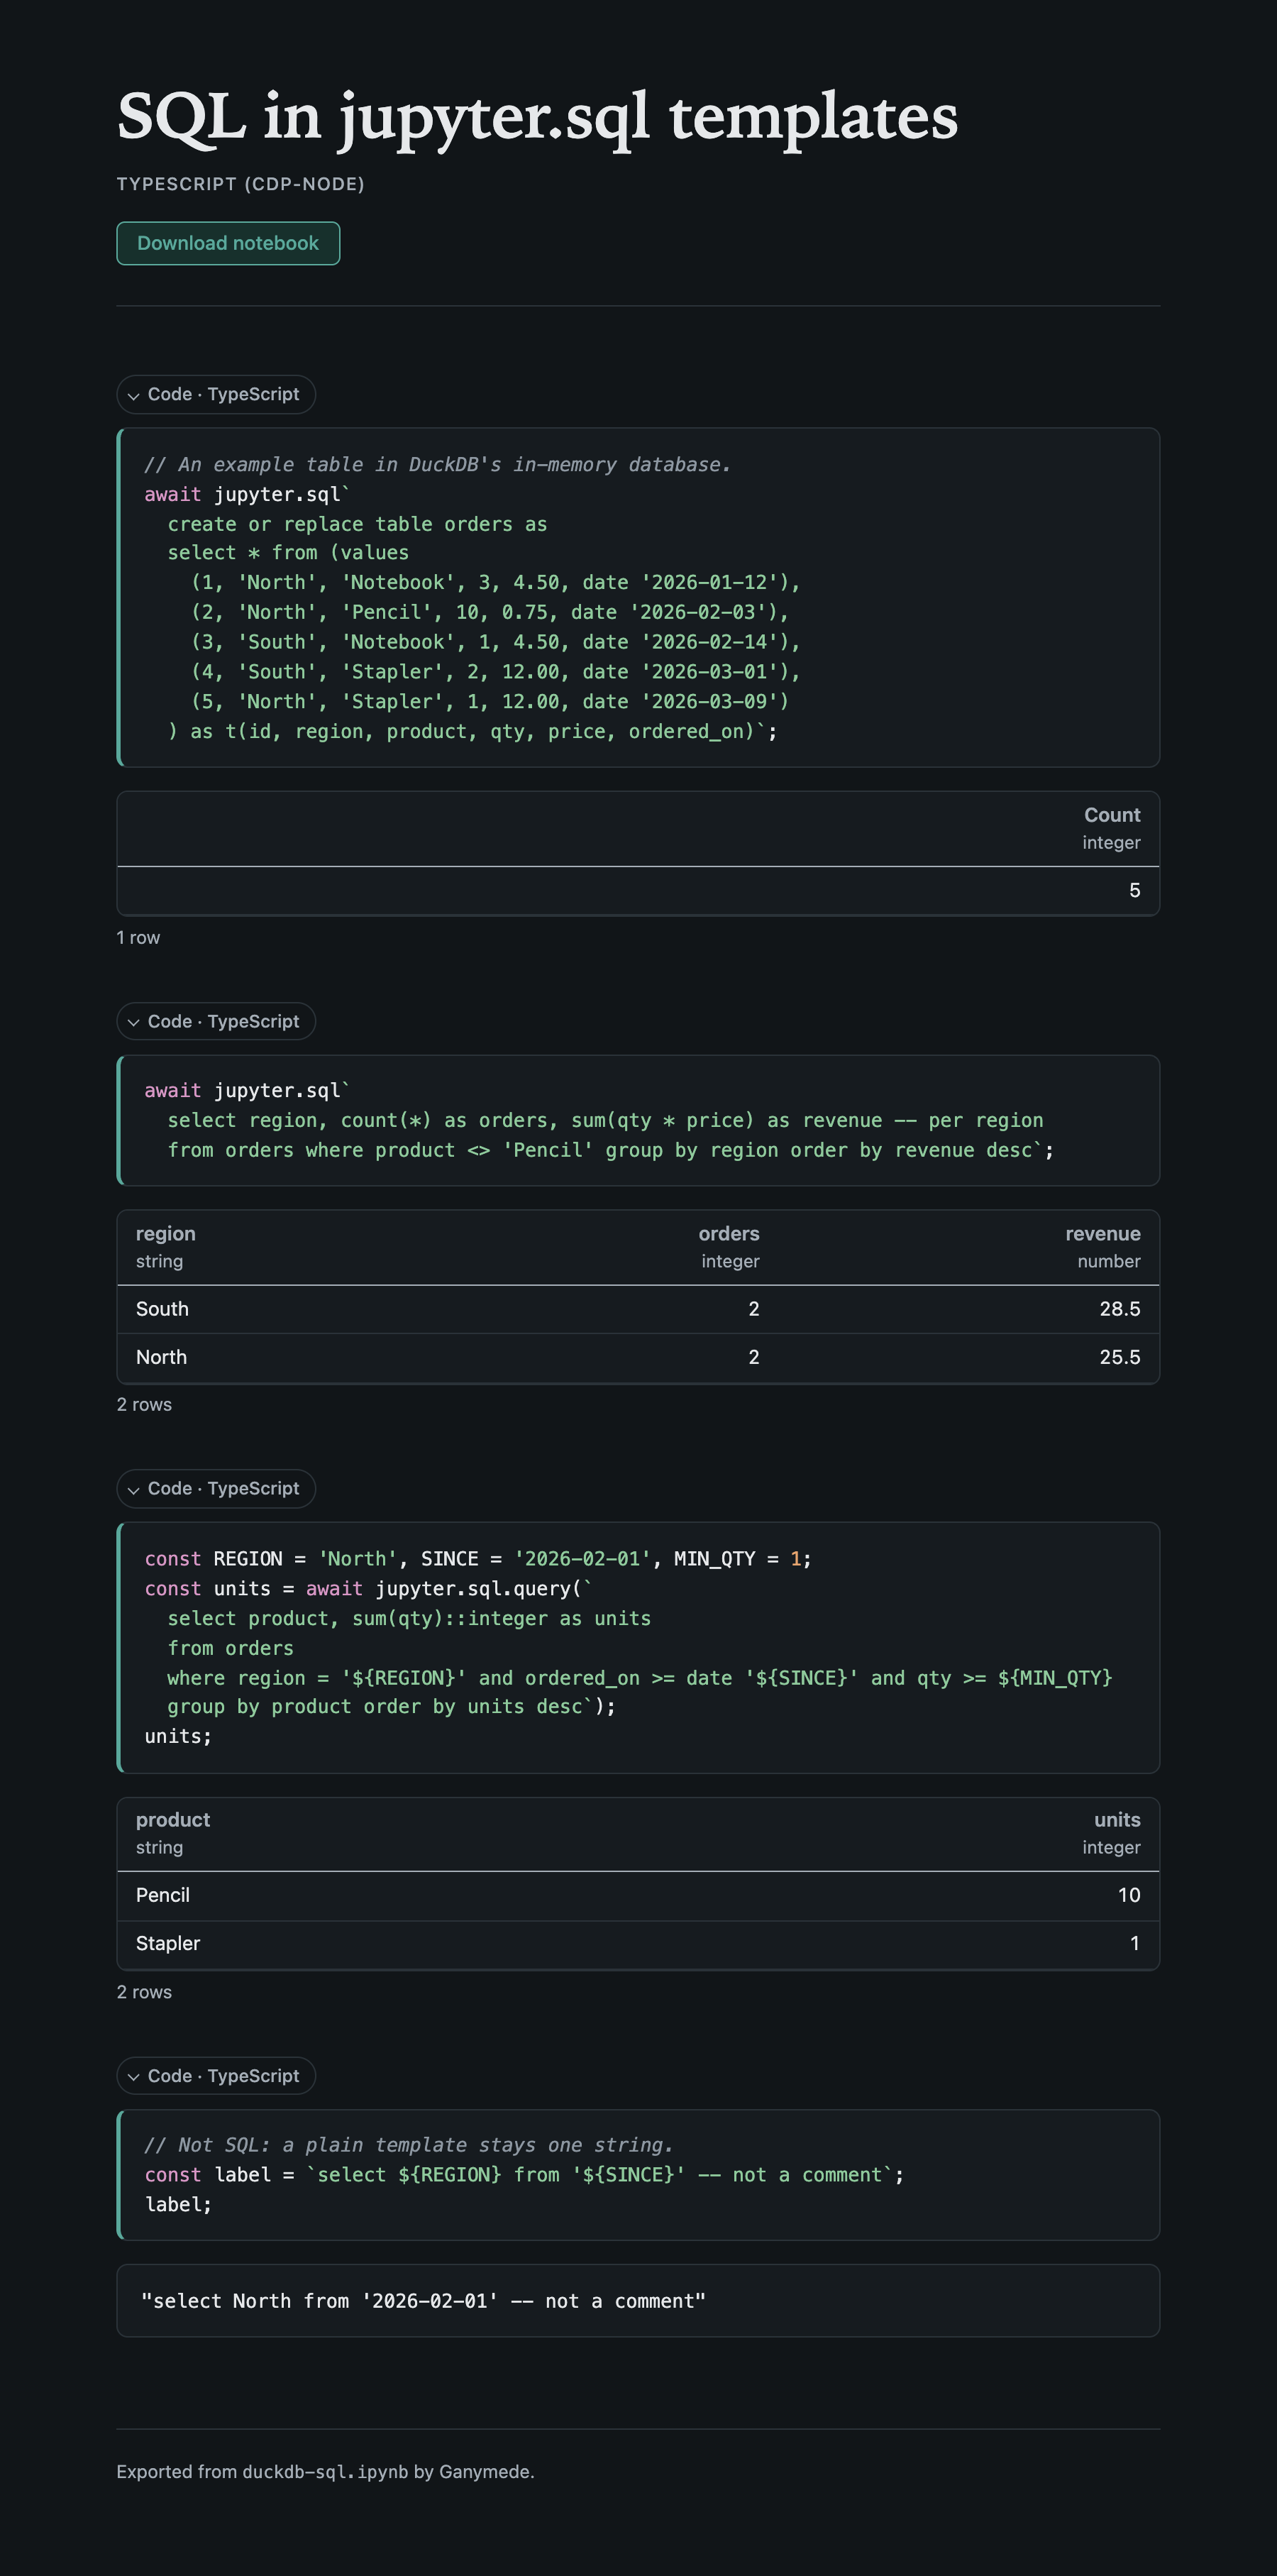 SQL in jupyter.sql templates
TYPESCRIPT (CDP-NODE)
Download notebook
Code · TypeScript
// An example table in DuckDB's in-memory database.
await jupyter.sql`
  create or replace table orders as
  select * from (values
    (1, 'North', 'Notebook', 3, 4.50, date '2026-01-12'),
    (2, 'North', 'Pencil', 10, 0.75, date '2026-02-03'),
    (3, 'South', 'Notebook', 1, 4.50, date '2026-02-14'),
    (4, 'South', 'Stapler', 2, 12.00, date '2026-03-01'),
    (5, 'North', 'Stapler', 1, 12.00, date '2026-03-09')
  ) as t(id, region, product, qty, price, ordered_on)`;
Count
integer
5
1 row
Code · TypeScript
await jupyter.sql`
  select region, count(*) as orders, sum(qty * price) as revenue -- per region
  from orders where product <> 'Pencil' group by region order by revenue desc`;
region orders revenue
string integer number
South 2 28.5
North 2 25.5
2 rows
Code · TypeScript
const REGION = 'North', SINCE = '2026-02-01', MIN_QTY = 1;
const units = await jupyter.sql.query(`
  select product, sum(qty)::integer as units
  from orders
  where region = '${REGION}' and ordered_on >= date '${SINCE}' and qty >= ${MIN_QTY}
  group by product order by units desc`);
units;
product units
string integer
Pencil 10
Stapler 1
2 rows
Code · TypeScript
// Not SQL: a plain template stays one string.
const label = `select ${REGION} from '${SINCE}' -- not a comment`;
label;
"select North from '2026-02-01' -- not a comment"
Exported from duckdb-sql.ipynb by Ganymede.